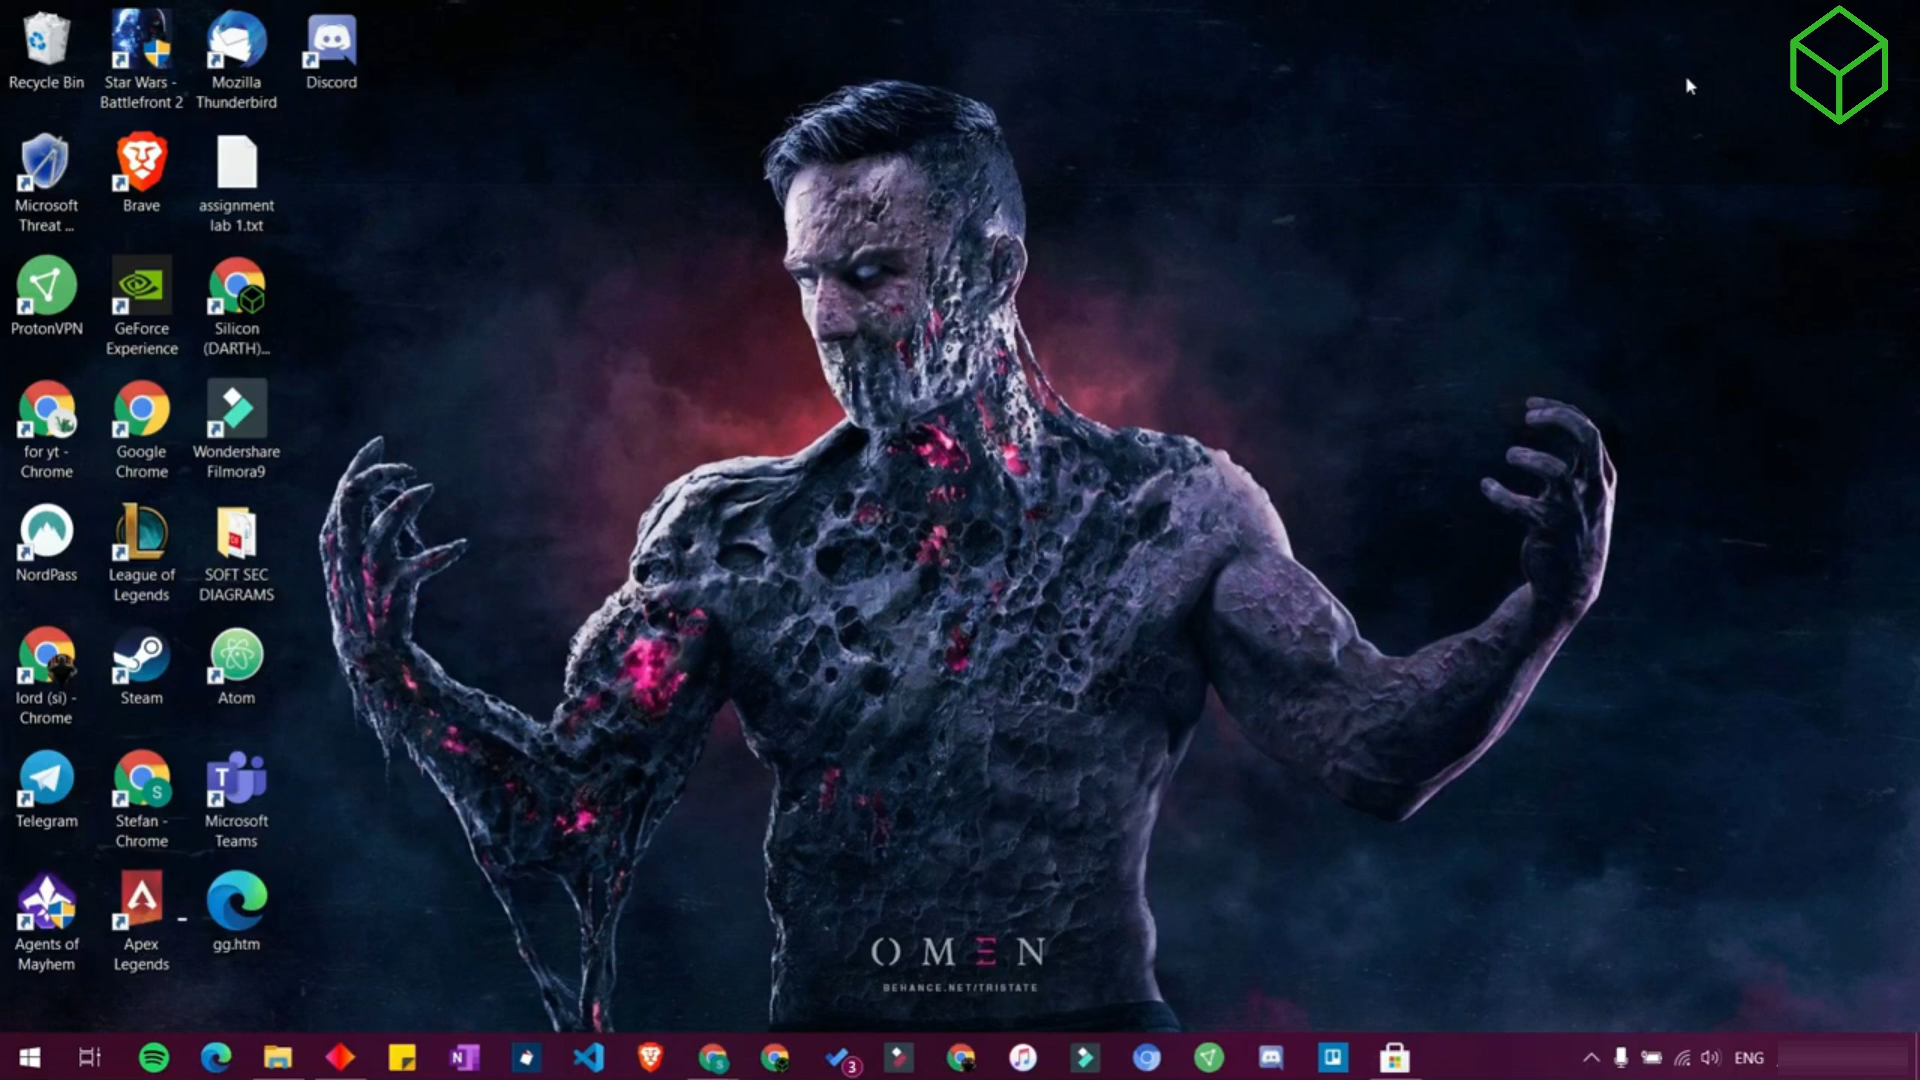 Recycle Bin
Star Wars -
Battlefront 2
Mozilla
Thunderbird
Discord
Microsoft
Threat ...
Brave
assignment
lab 1.txt
ProtonVPN
GeForce
Experience
Silicon
(DARTH)...
for yt -
Chrome
Google
Chrome
Wondershare
Filmora9
NordPass
League of
Legends
SOFT SEC
DIAGRAMS
lord (si) -
Chrome
Steam
Atom
Telegram
Stefan -
Chrome
Microsoft
Teams
Agents of
Mayhem
Apex
Legends
gg.htm
OMEN
BEHANCE.NET/TRISTATE
3
ENG